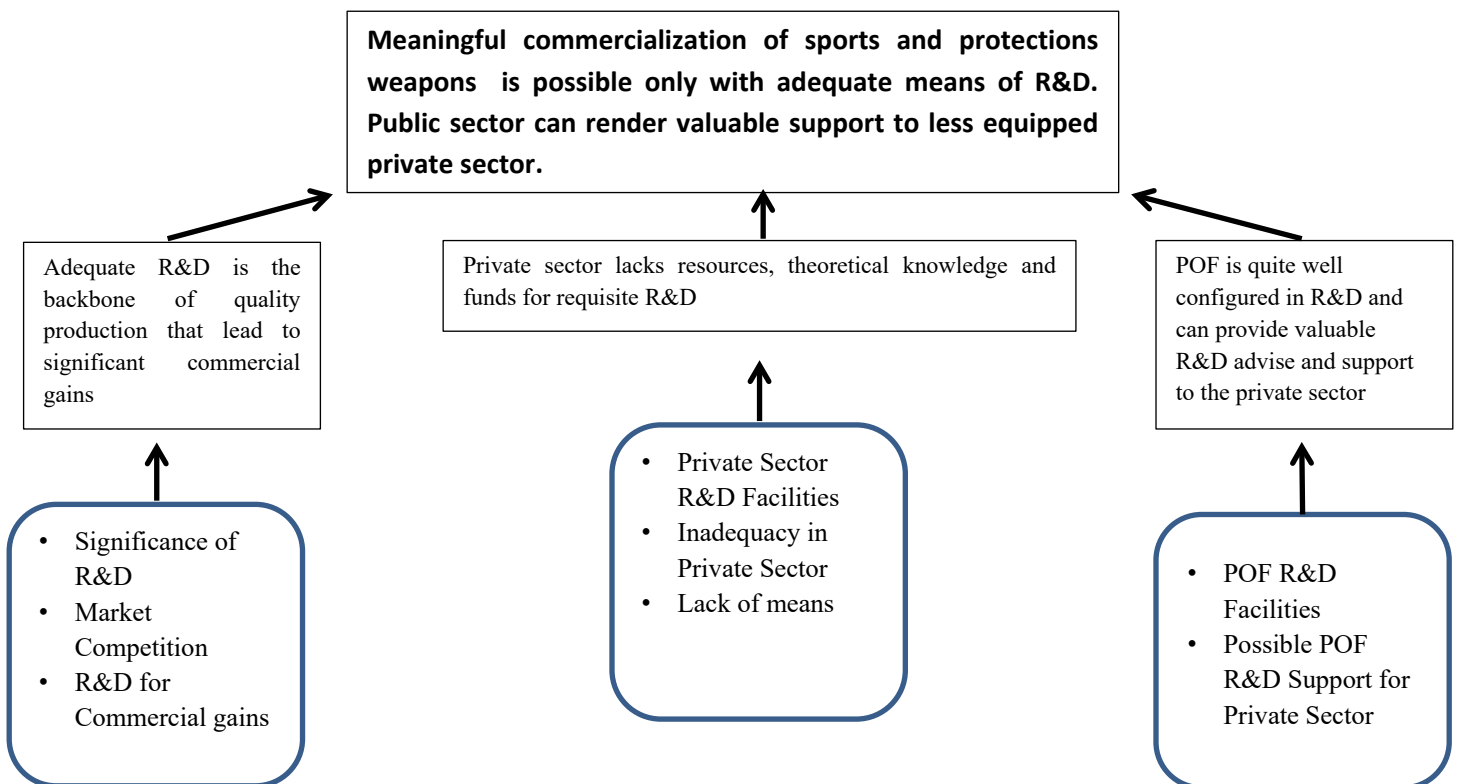 Meaningful commercialization of sports and protections
weapons is possible only with adequate means of R&D.
Public sector can render valuable support to less equipped
private sector.
Adequate R&D is the
backbone of quality
production that lead to
significant commercial
gains
Private sector lacks resources, theoretical knowledge and
funds for requisite R&D
POF is quite well
configured in R&D and
can provide valuable
R&D advise and support
to the private sector
• Significance of
R&D
• Market
Competition
• R&D for
Commercial gains
• Private Sector
R&D Facilities
• Inadequacy in
Private Sector
• Lack of means
• POF R&D
Facilities
• Possible POF
R&D Support for
Private Sector